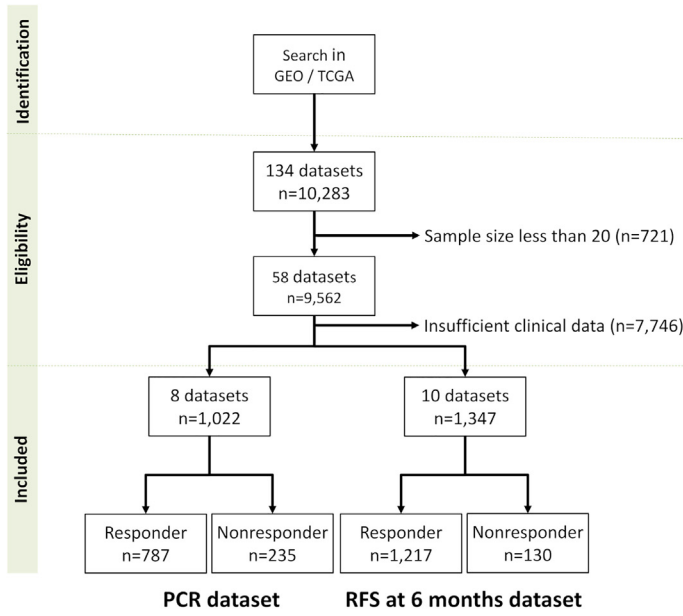 Identification
Search in
GEO / TCGA
Eligibility
134 datasets
n=10,283
Sample size less than 20 (n=721)
58 datasets
n=9,562
Insufficient clinical data (n=7,746)
Included
8 datasets
n=1,022
10 datasets
n=1,347
Responder
n=787
Nonresponder
n=235
Responder
n=1,217
Nonresponder
n=130
PCR dataset
RFS at 6 months dataset